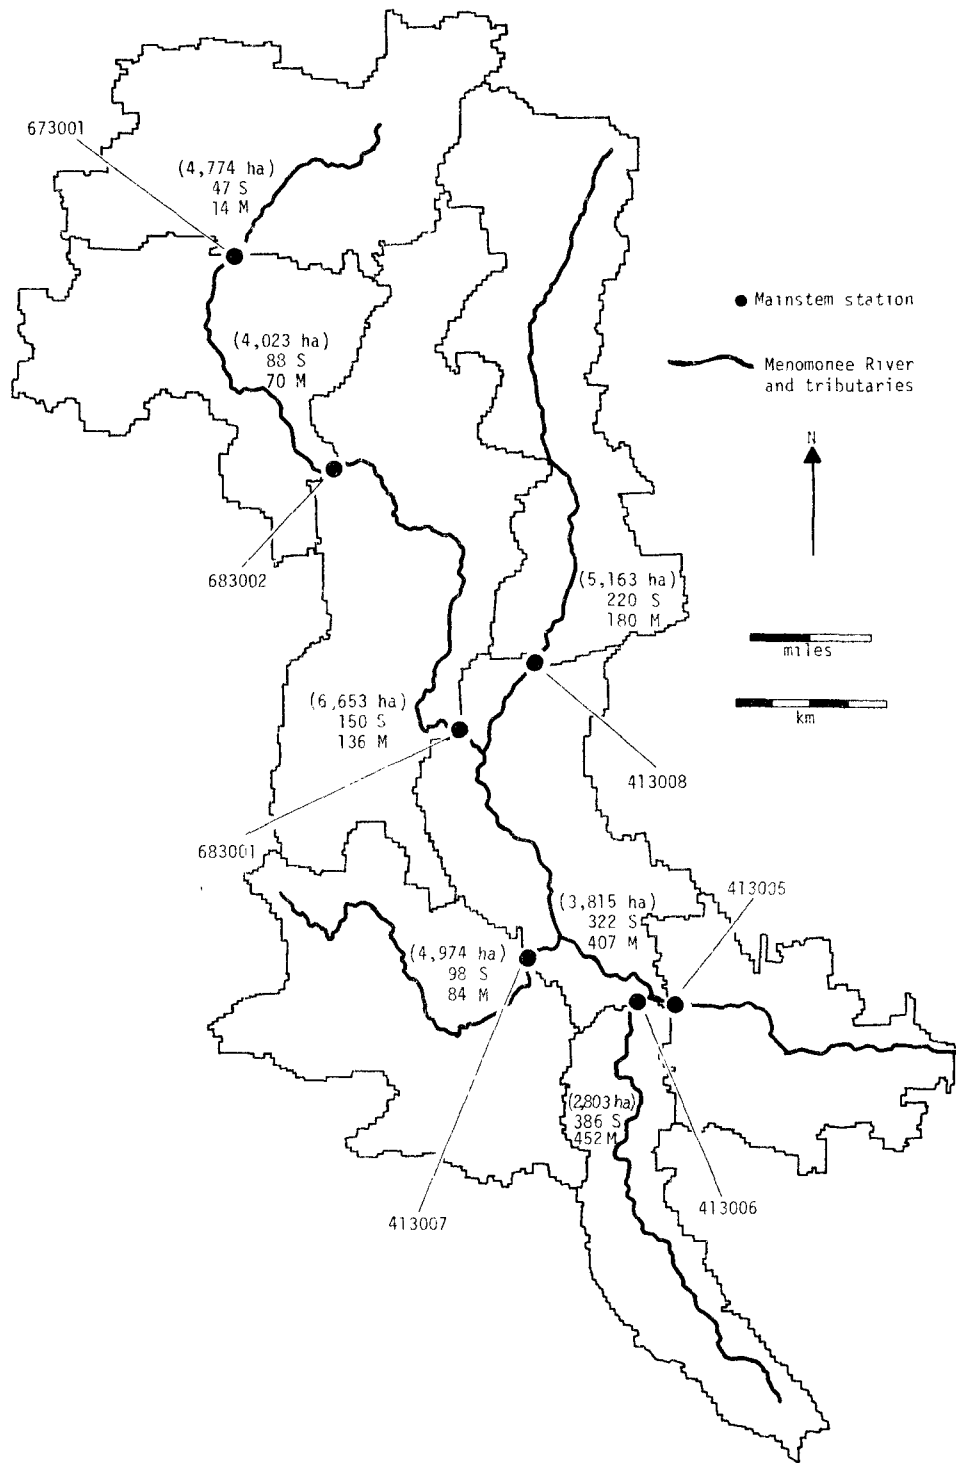 673001
(4,774 ha)
47 S
14 M
(4,023 ha)
88 S
70 M
Mainstem station
Menomonee River
and tributaries
N
683002
(5,163 ha)
220 S
180 M
miles
km
(6,653 ha)
150 S
136 M
413008
683001
413005
(3,815 ha)
322 S
407 M
(4,974 ha)
98 S
84 M
(2,803 ha)
386 S
452 M
413006
413007